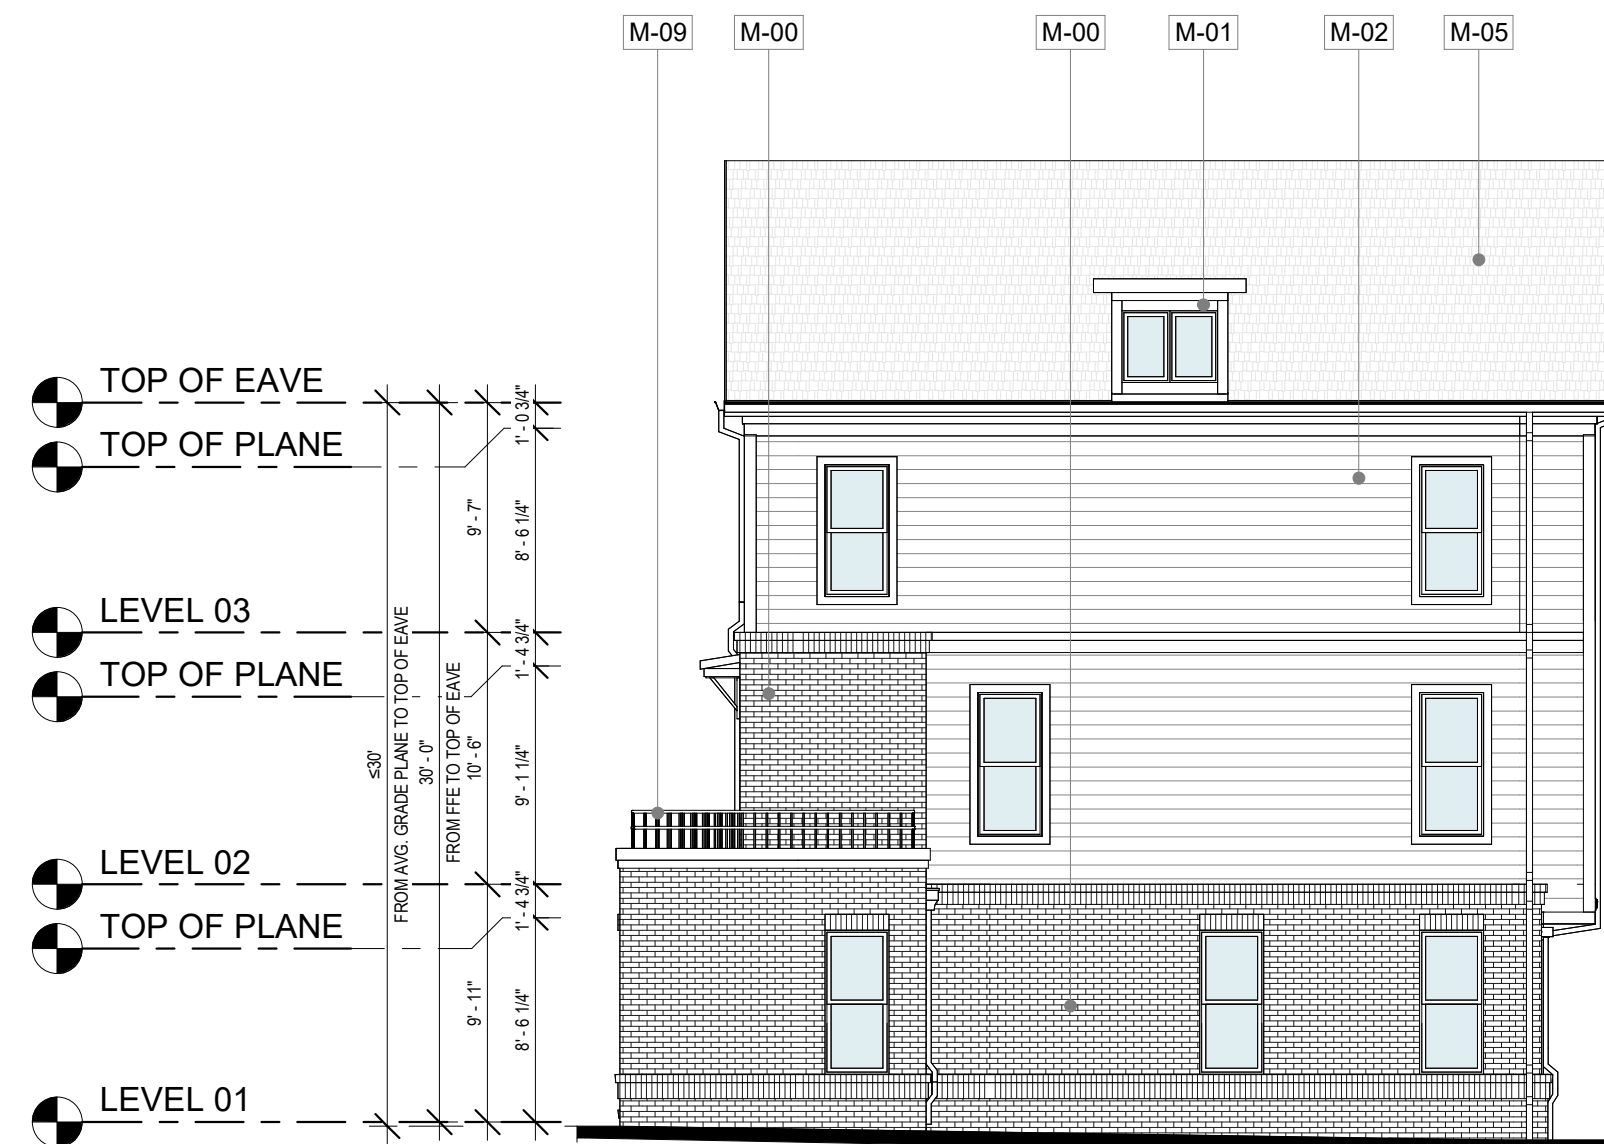 M-09
M-00
M-00
M-01
M-02
M-05
TOP OF EAVE
TOP OF PLANE
LEVEL 03
TOP OF PLANE
LEVEL 02
TOP OF PLANE
LEVEL 01
≤30'
FROM AVG. GRADE PLANE TO TOP OF EAVE
30' - 0"
FROM FFE TO TOP OF EAVE
9' - 7"
10' - 6"
9' - 11"
1' - 0 3/4"
8' - 6 1/4"
1' - 4 3/4"
9' - 1 1/4"
1' - 4 3/4"
8' - 6 1/4"